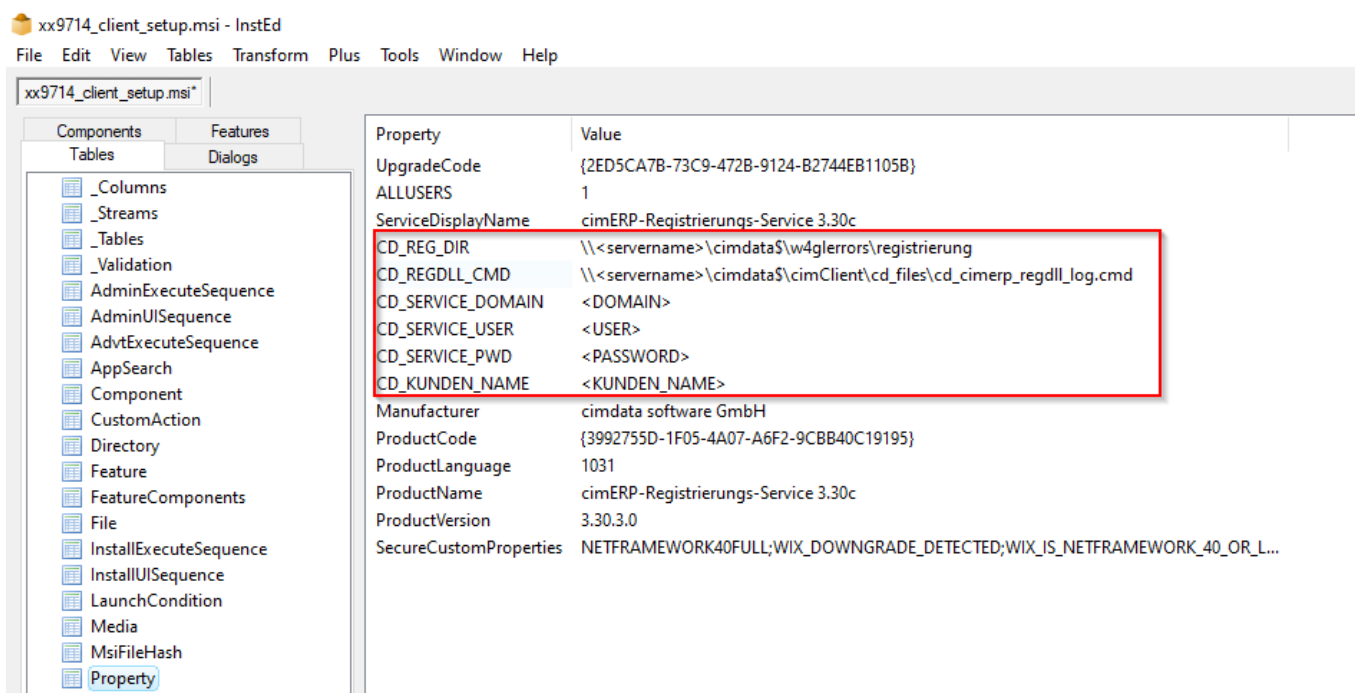 xx9714_client_setup.msi - InstEd
File Edit View Tables Transform Plus Tools Window Help
xx9714_client_setup.msi*
Components Features
Tables Dialogs
_Columns
_Streams
_Tables
_Validation
AdminExecuteSequence
AdminUISequence
AdvtExecuteSequence
AppSearch
Component
CustomAction
Directory
Feature
FeatureComponents
File
InstallExecuteSequence
InstallUISequence
LaunchCondition
Media
MsiFileHash
Property
Property Value
UpgradeCode {2ED5CA7B-73C9-472B-9124-B2744EB1105B}
ALLUSERS 1
ServiceDisplayName cimERP-Registrierungs-Service 3.30c
CD_REG_DIR \\<servername>\cimdata$\w4glerrors\registrierung
CD_REGDLL_CMD \\<servername>\cimdata$\cimClient\cd_files\cd_cimerp_regdll_log.cmd
CD_SERVICE_DOMAIN <DOMAIN>
CD_SERVICE_USER <USER>
CD_SERVICE_PWD <PASSWORD>
CD_KUNDEN_NAME <KUNDEN_NAME>
Manufacturer cimdata software GmbH
ProductCode {3992755D-1F05-4A07-A6F2-9CBB40C19195}
ProductLanguage 1031
ProductName cimERP-Registrierungs-Service 3.30c
ProductVersion 3.30.3.0
SecureCustomProperties NETFRAMEWORK40FULL;WIX_DOWNGRADE_DETECTED;WIX_IS_NETFRAMEWORK_40_OR_L...